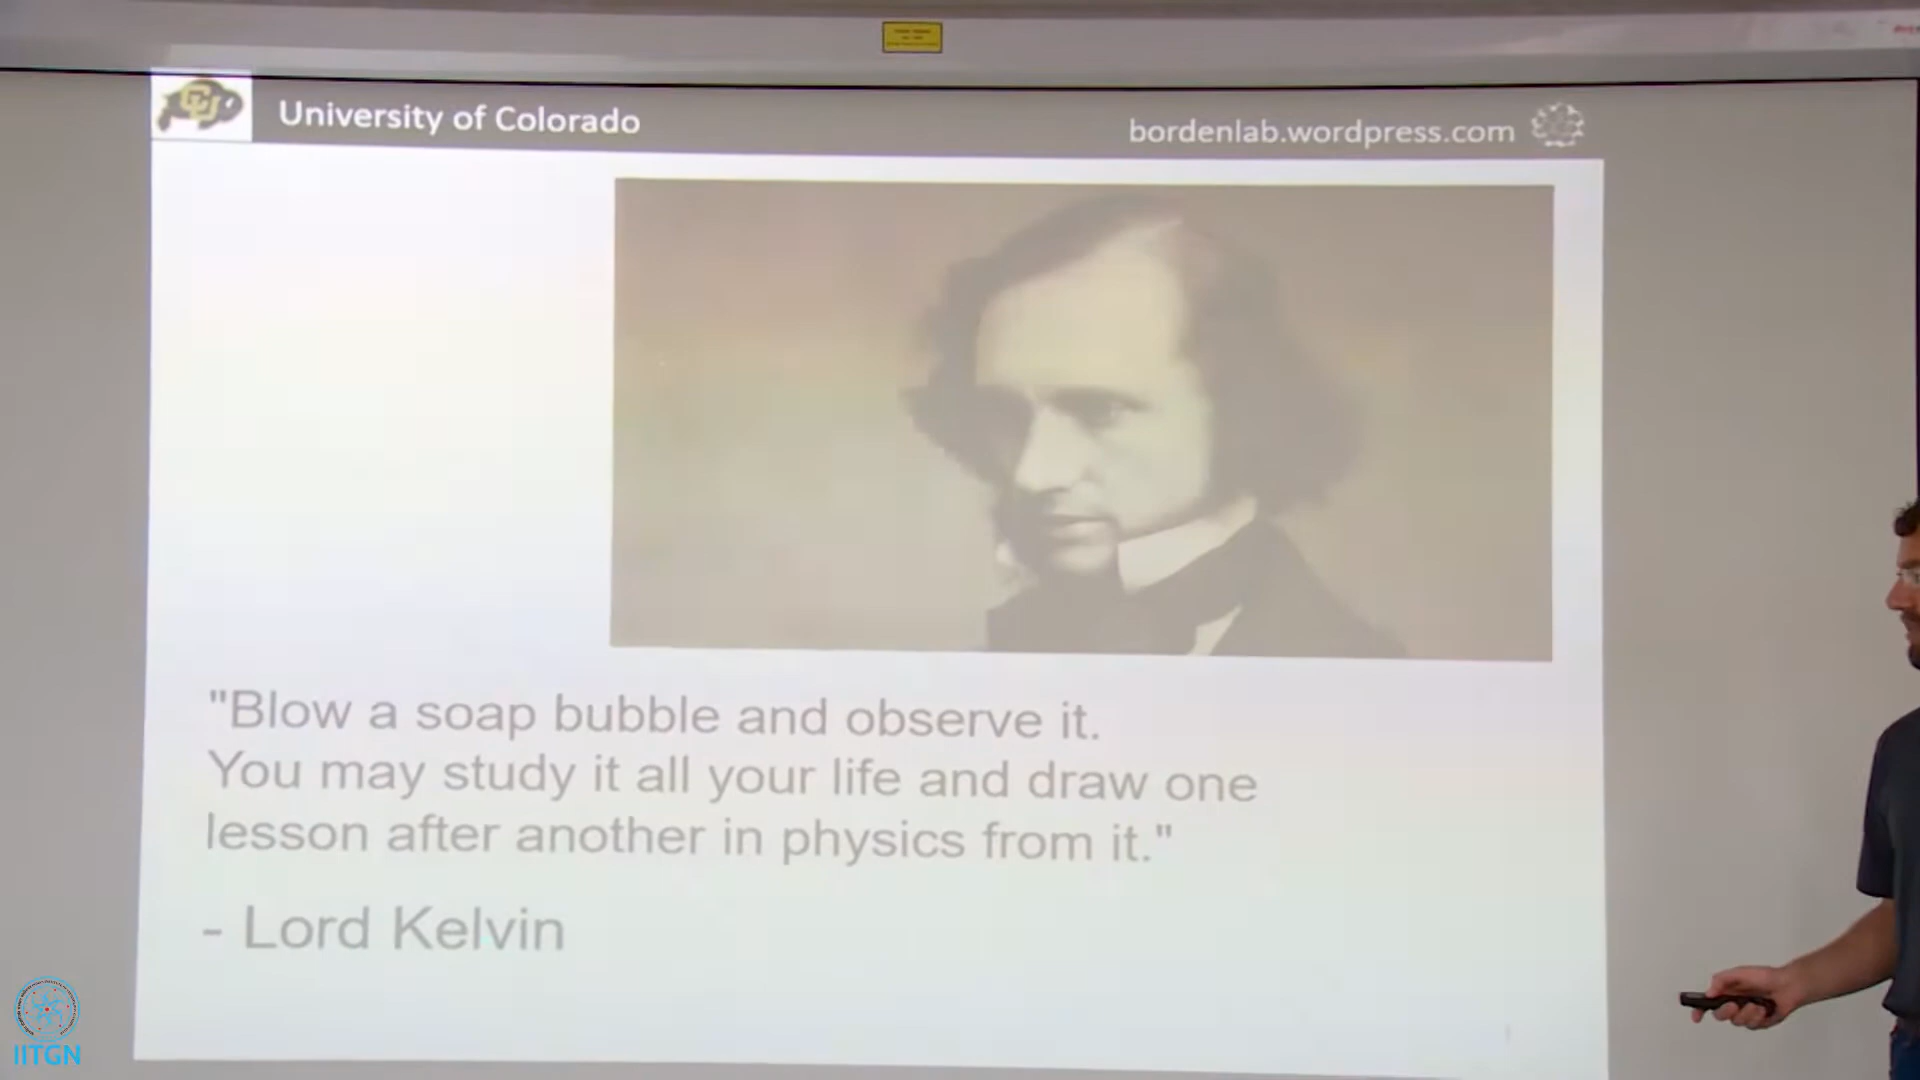 CU
University of Colorado
bordenlab.wordpress.com
"Blow a soap bubble and observe it.
You may study it all your life and draw one
lesson after another in physics from it."
- Lord Kelvin
IITGN